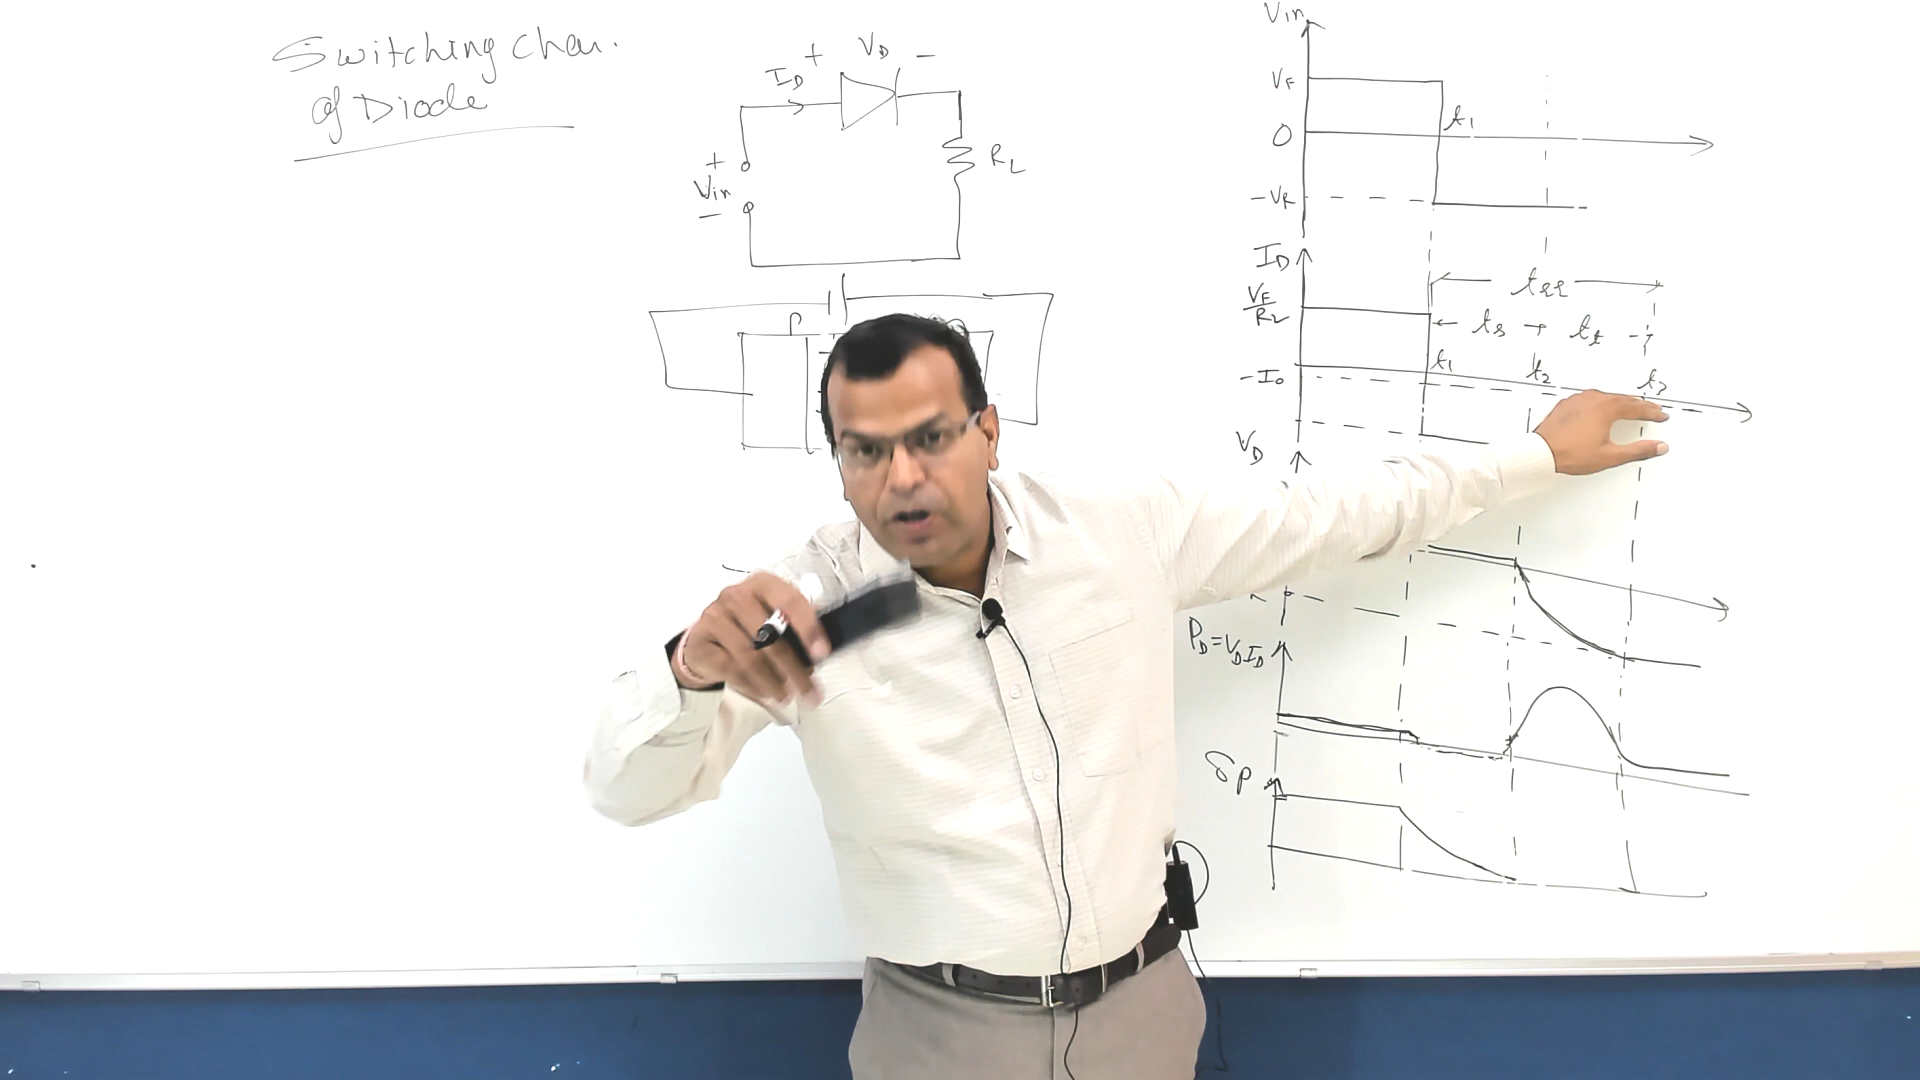 Switching char.
of Diode
+ VD -
ID
+
Vin
-
RL
P
Vin
VF
t1
0
-VR
ID
trr
VF
RL
ts
tt
t1
t2
t3
-Io
VD
PD=VDID
δp